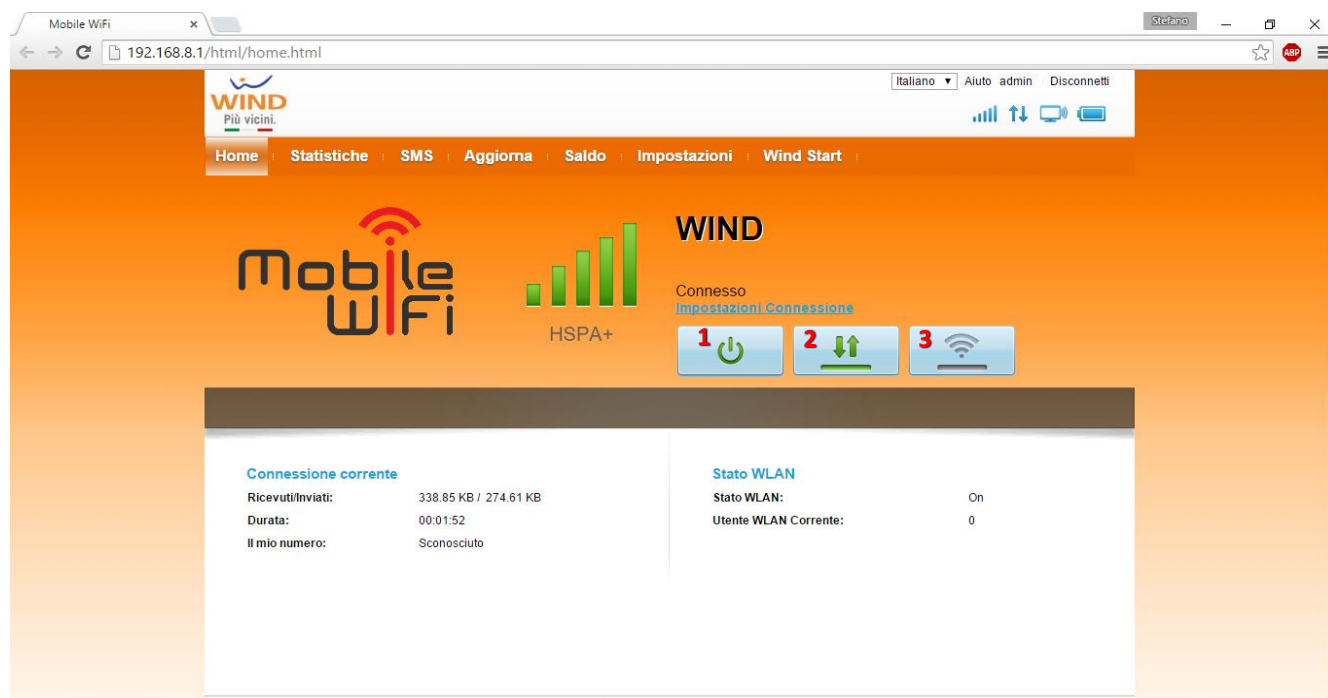 Mobile WiFi
Stefano
192.168.8.1/html/home.html
ABP
WIND
Più vicini.
Italiano Aiuto admin Disconnetti
Home Statistiche SMS Aggiorna Saldo Impostazioni Wind Start
Mobile
WiFi
HSPA+
WIND
Connesso
Impostazioni Connessione
1 2 3
Connessione corrente
Ricevuti/Inviati: 338.85 KB / 274.61 KB
Durata: 00:01:52
Il mio numero: Sconosciuto
Stato WLAN
Stato WLAN: On
Utente WLAN Corrente: 0